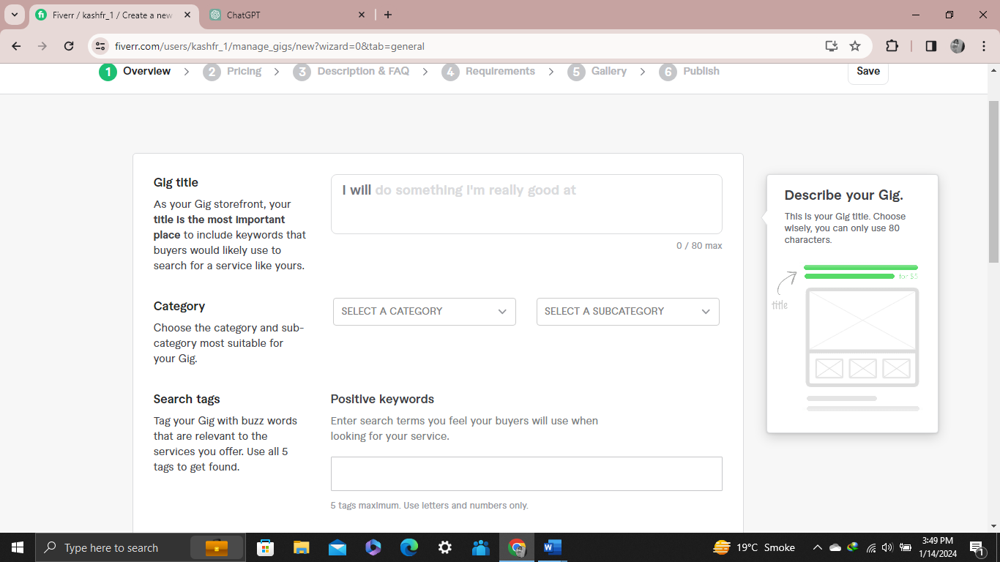 Fiverr / kashfr_1 / Create a new
ChatGPT
fiverr.com/users/kashfr_1/manage_gigs/new?wizard=0&tab=general
1 Overview 2 Pricing 3 Description & FAQ 4 Requirements 5 Gallery 6 Publish Save
Gig title
As your Gig storefront, your
title is the most important
place to include keywords that
buyers would likely use to
search for a service like yours.
I will do something I'm really good at
0 / 80 max
Category
Choose the category and sub-
category most suitable for
your Gig.
SELECT A CATEGORY
SELECT A SUBCATEGORY
Search tags
Tag your Gig with buzz words
that are relevant to the
services you offer. Use all 5
tags to get found.
Positive keywords
Enter search terms you feel your buyers will use when
looking for your service.
5 tags maximum. Use letters and numbers only.
Describe your Gig.
This is your Gig title. Choose
wisely, you can only use 80
characters.
for $5
title
Type here to search
19°C Smoke
3:49 PM
1/14/2024
1